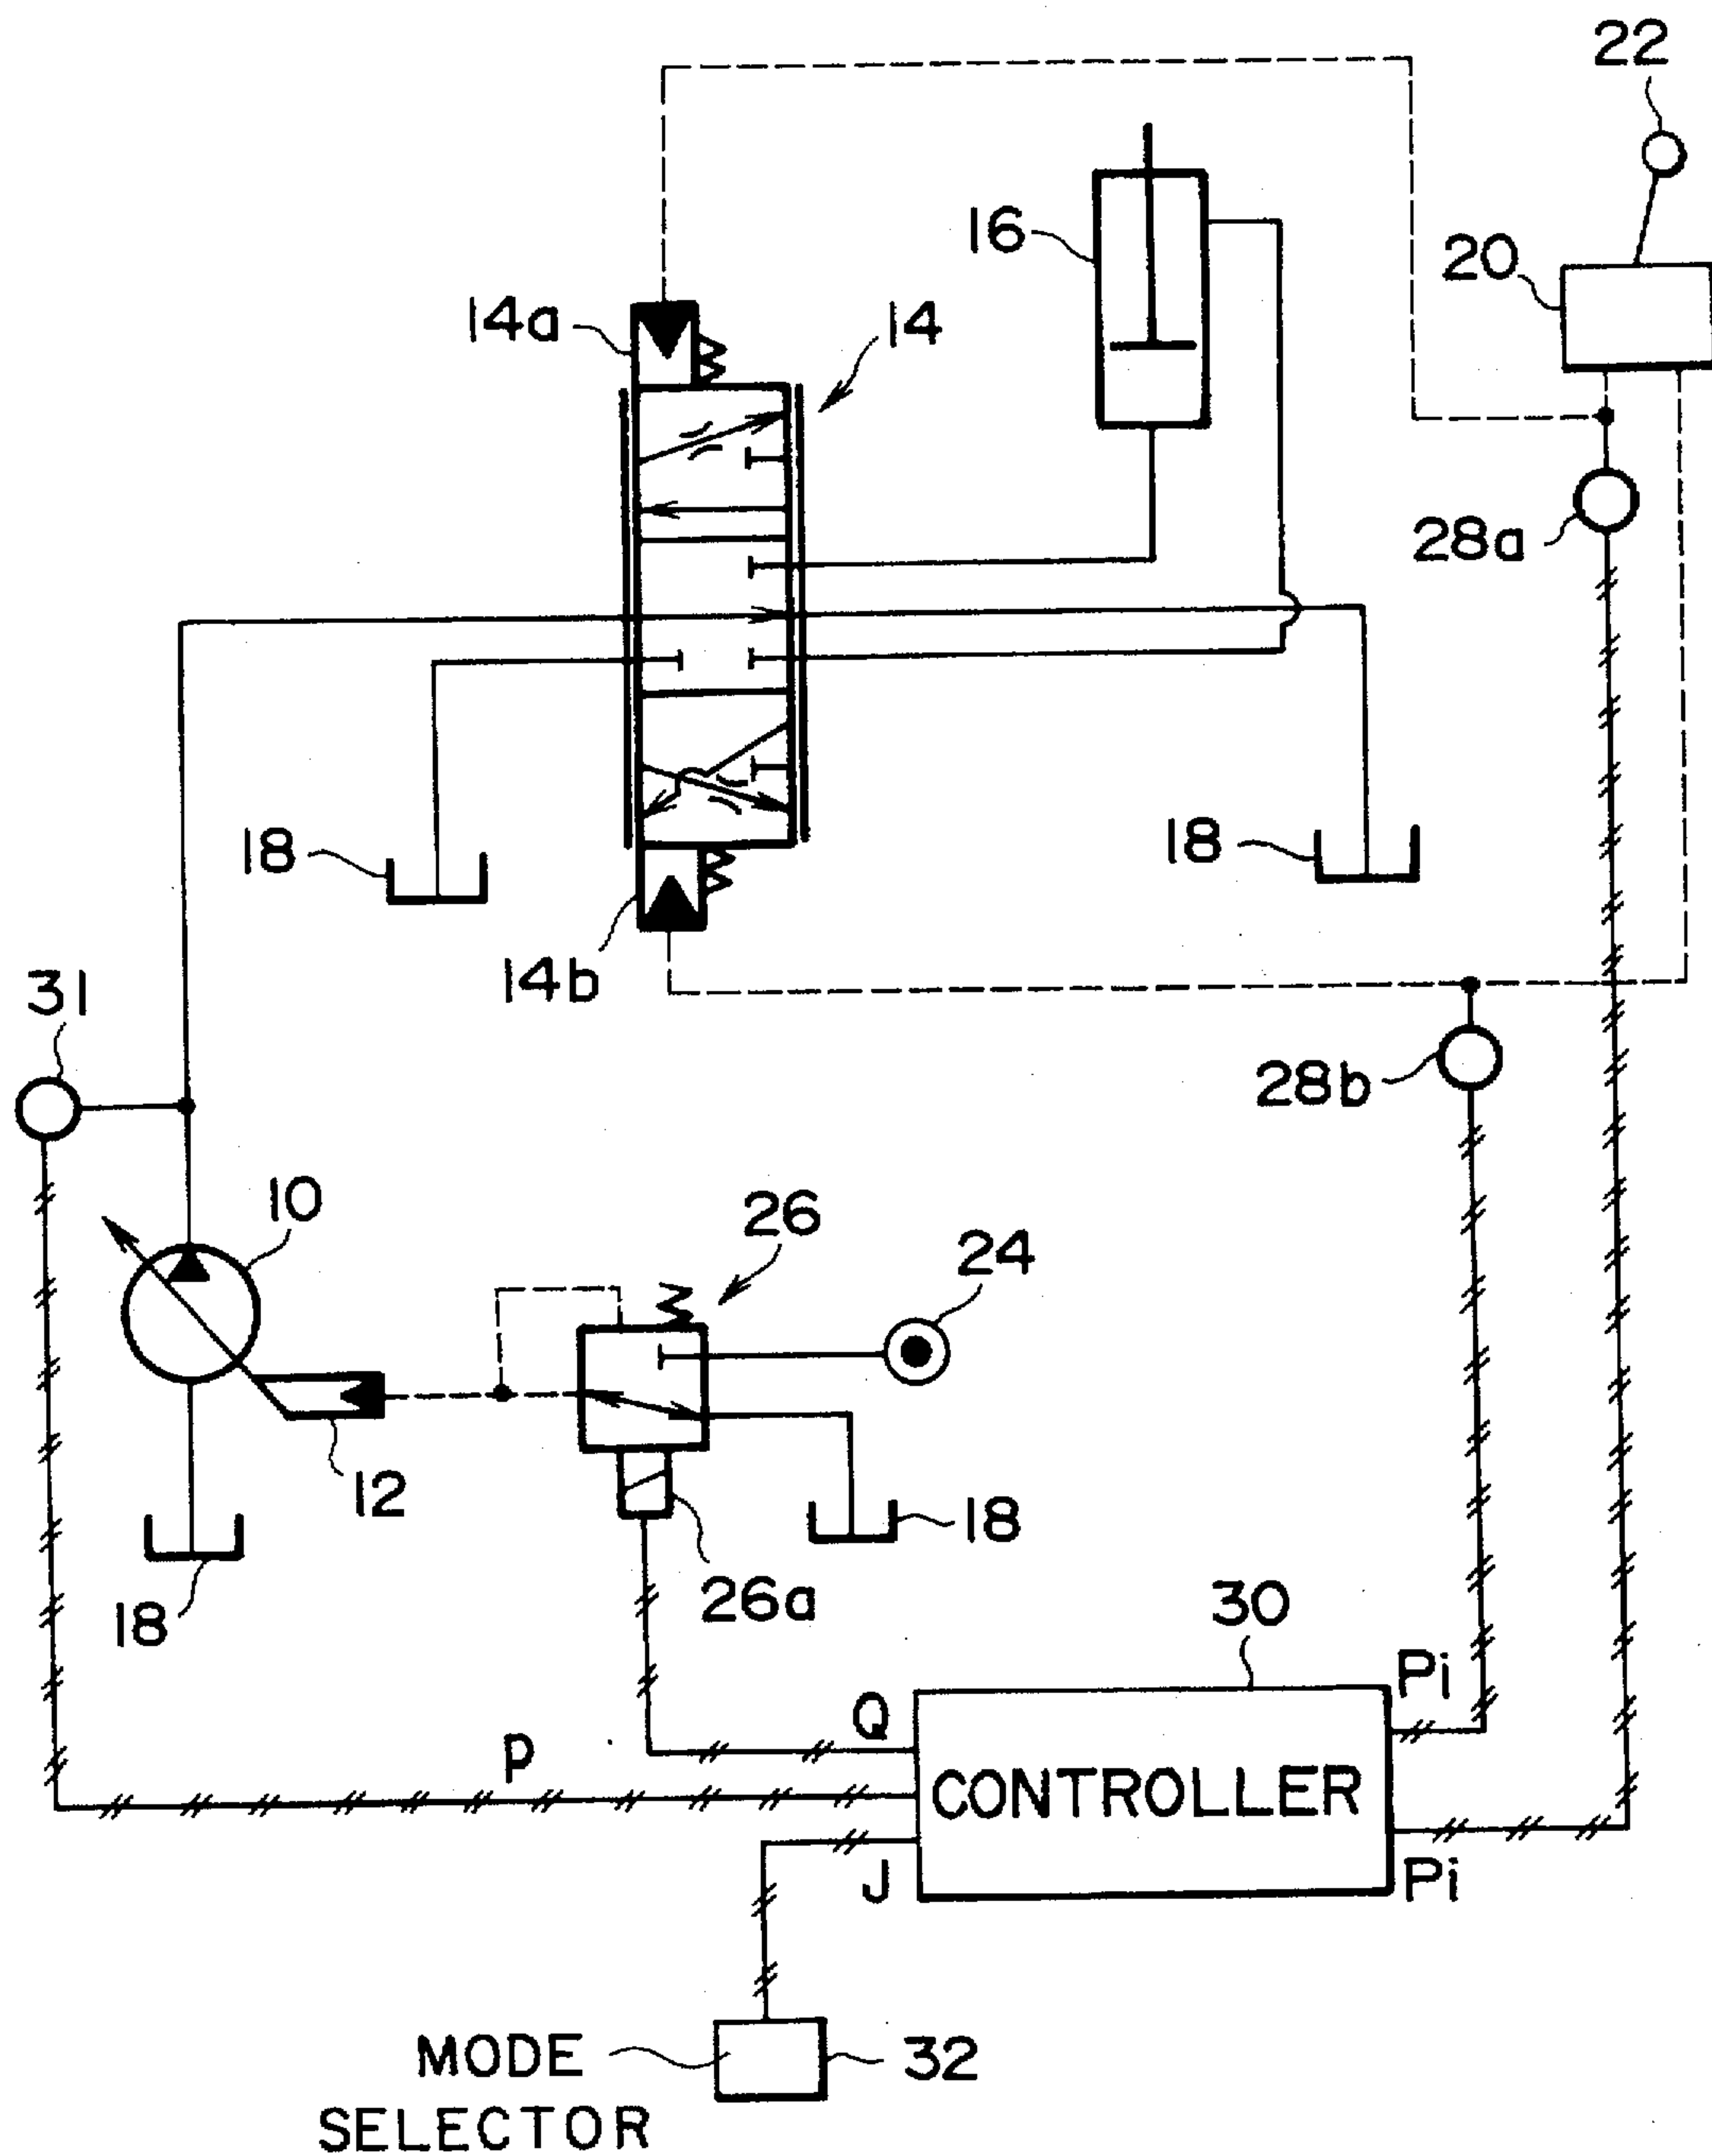 22
16
20
14a
14
28a
18
18
14b
31
28b
10
26
24
12
18
26a
18
30
Pi
Q
p
CONTROLLER
J
Pi
MODE
SELECTOR
32